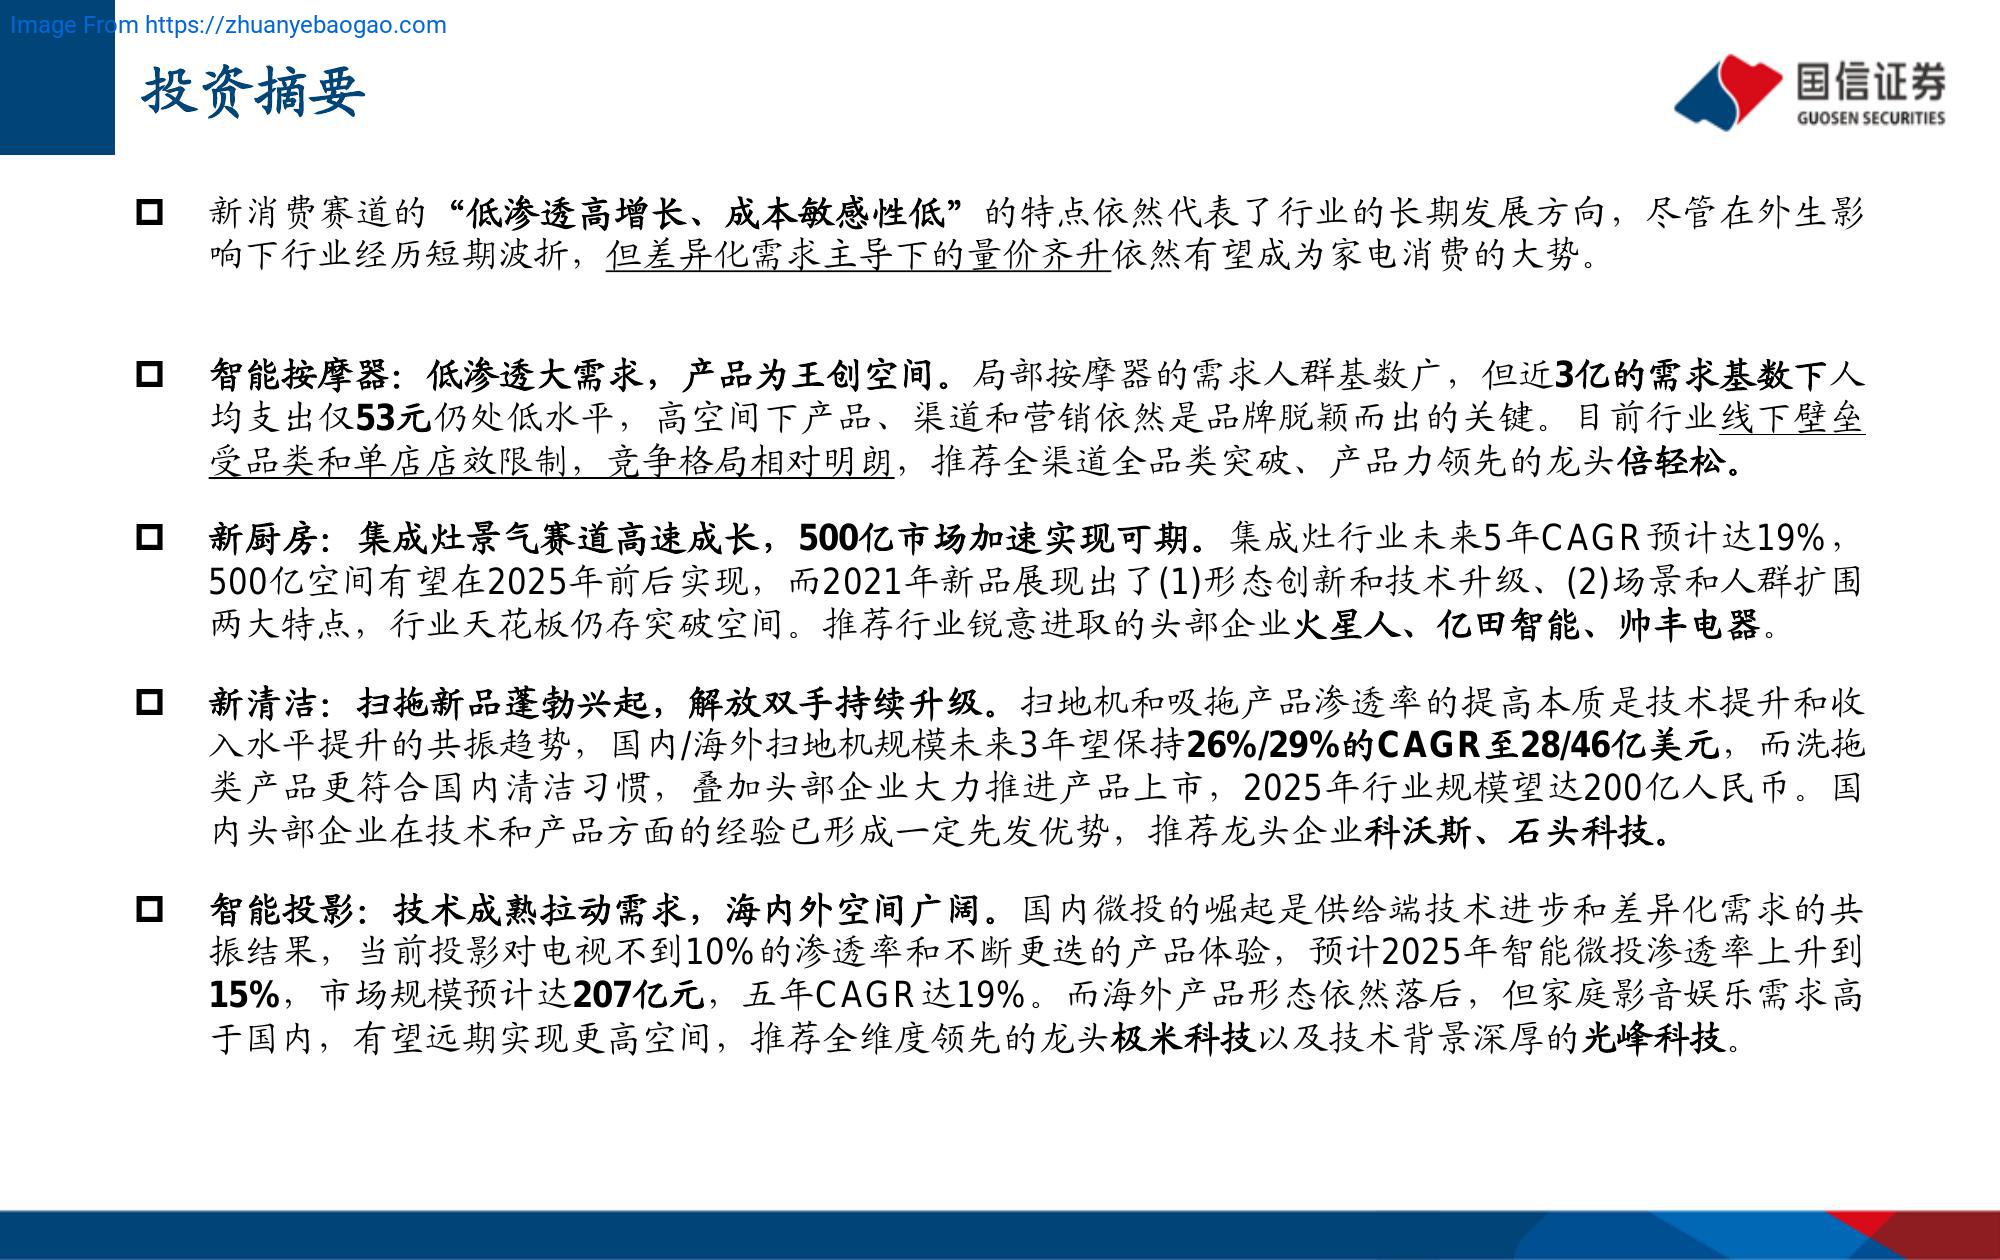 Image From https://zhuanyebaogao.com
投资摘要
国信证券
GUOSEN SECURITIES
新消费赛道的“低渗透高增长、成本敏感性低”的特点依然代表了行业的长期发展方向，尽管在外生影
响下行业经历短期波折，但差异化需求主导下的量价齐升依然有望成为家电消费的大势。
智能按摩器：低渗透大需求，产品为王创空间。局部按摩器的需求人群基数广，但近3亿的需求基数下人
均支出仅53元仍处低水平，高空间下产品、渠道和营销依然是品牌脱颖而出的关键。目前行业线下壁垒
受品类和单店店效限制，竞争格局相对明朗，推荐全渠道全品类突破、产品力领先的龙头倍轻松。
新厨房：集成灶景气赛道高速成长，500亿市场加速实现可期。集成灶行业未来5年CAGR预计达19%，
500亿空间有望在2025年前后实现，而2021年新品展现出了(1)形态创新和技术升级、(2)场景和人群扩围
两大特点，行业天花板仍存突破空间。推荐行业锐意进取的头部企业火星人、亿田智能、帅丰电器。
新清洁：扫拖新品蓬勃兴起，解放双手持续升级。扫地机和吸拖产品渗透率的提高本质是技术提升和收
入水平提升的共振趋势，国内/海外扫地机规模未来3年望保持26%/29%的CAGR至28/46亿美元，而洗拖
类产品更符合国内清洁习惯，叠加头部企业大力推进产品上市，2025年行业规模望达200亿人民币。国
内头部企业在技术和产品方面的经验已形成一定先发优势，推荐龙头企业科沃斯、石头科技。
智能投影：技术成熟拉动需求，海内外空间广阔。国内微投的崛起是供给端技术进步和差异化需求的共
振结果，当前投影对电视不到10%的渗透率和不断更迭的产品体验，预计2025年智能微投渗透率上升到
15%，市场规模预计达207亿元，五年CAGR达19%。而海外产品形态依然落后，但家庭影音娱乐需求高
于国内，有望远期实现更高空间，推荐全维度领先的龙头极米科技以及技术背景深厚的光峰科技。